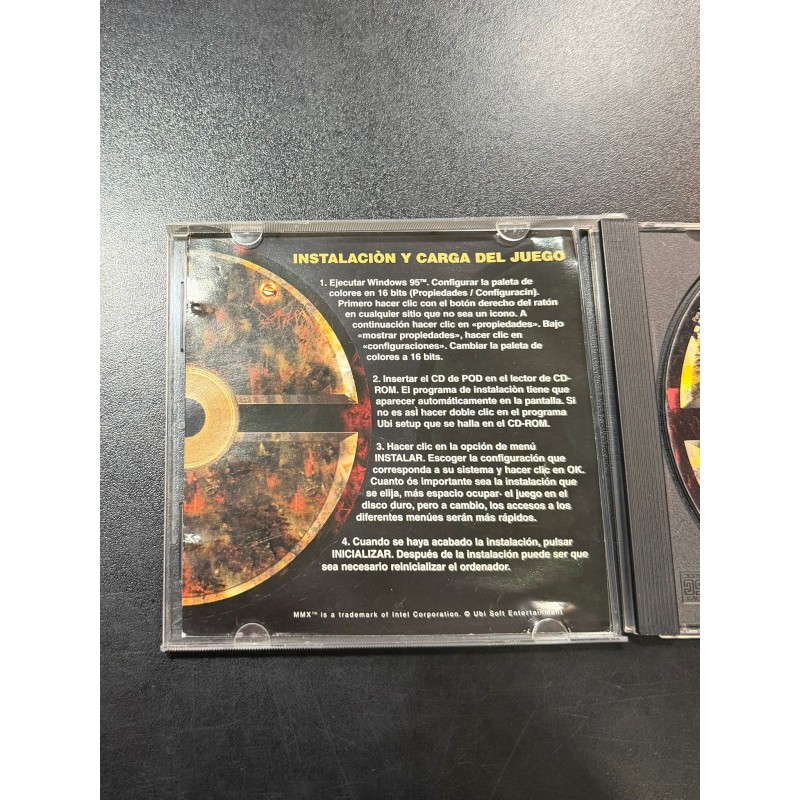 INSTALACIÒN Y CARGA DEL JUEGO
1. Ejecutar Windows 95™. Configurar la paleta de
colores en 16 bits (Propiedades / Configuracin).
Primero hacer clic con el botón derecho del ratón
en cualquier sitio que no sea un icono. A
continuación hacer clic en «propiedades». Bajo
«mostrar propiedades», hacer clic en
«configuraciones». Cambiar la paleta de
colores a 16 bits.
2. Insertar el CD de POD en el lector de CD-
ROM. El programa de instalaciòn tiene que
aparecer automáticamente en la pantalla. Si
no es asÌ hacer doble clic en el programa
Ubi setup que se halla en el CD-ROM.
3. Hacer clic en la opción de menú
INSTALAR. Escoger la configuración que
corresponda a su sistema y hacer clic en OK.
Cuanto ós importante sea la instalación que
se elija, más espacio ocupar- el juego en el
disco duro, pero a cambio, los accesos a los
diferentes menúes serán más rápidos.
4. Cuando se haya acabado la instalación, pulsar
INICIALIZAR. Después de la instalación puede ser que
sea necesario reinicializar el ordenador.
MMX™ is a trademark of Intel Corporation. © Ubi Soft Entertainment